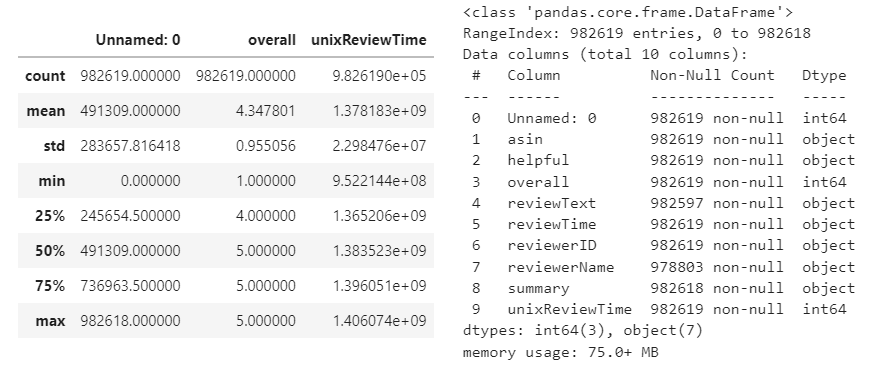 Unnamed: 0 overall unixReviewTime
count 982619.000000 982619.000000 9.826190e+05
mean 491309.000000 4.347801 1.378183e+09
std 283657.816418 0.955056 2.298476e+07
min 0.000000 1.000000 9.522144e+08
25% 245654.500000 4.000000 1.365206e+09
50% 491309.000000 5.000000 1.383523e+09
75% 736963.500000 5.000000 1.396051e+09
max 982618.000000 5.000000 1.406074e+09
<class 'pandas.core.frame.DataFrame'>
RangeIndex: 982619 entries, 0 to 982618
Data columns (total 10 columns):
# Column Non-Null Count Dtype
--- ------ -------------- -----
0 Unnamed: 0 982619 non-null int64
1 asin 982619 non-null object
2 helpful 982619 non-null object
3 overall 982619 non-null int64
4 reviewText 982597 non-null object
5 reviewTime 982619 non-null object
6 reviewerID 982619 non-null object
7 reviewerName 978803 non-null object
8 summary 982618 non-null object
9 unixReviewTime 982619 non-null int64
dtypes: int64(3), object(7)
memory usage: 75.0+ MB